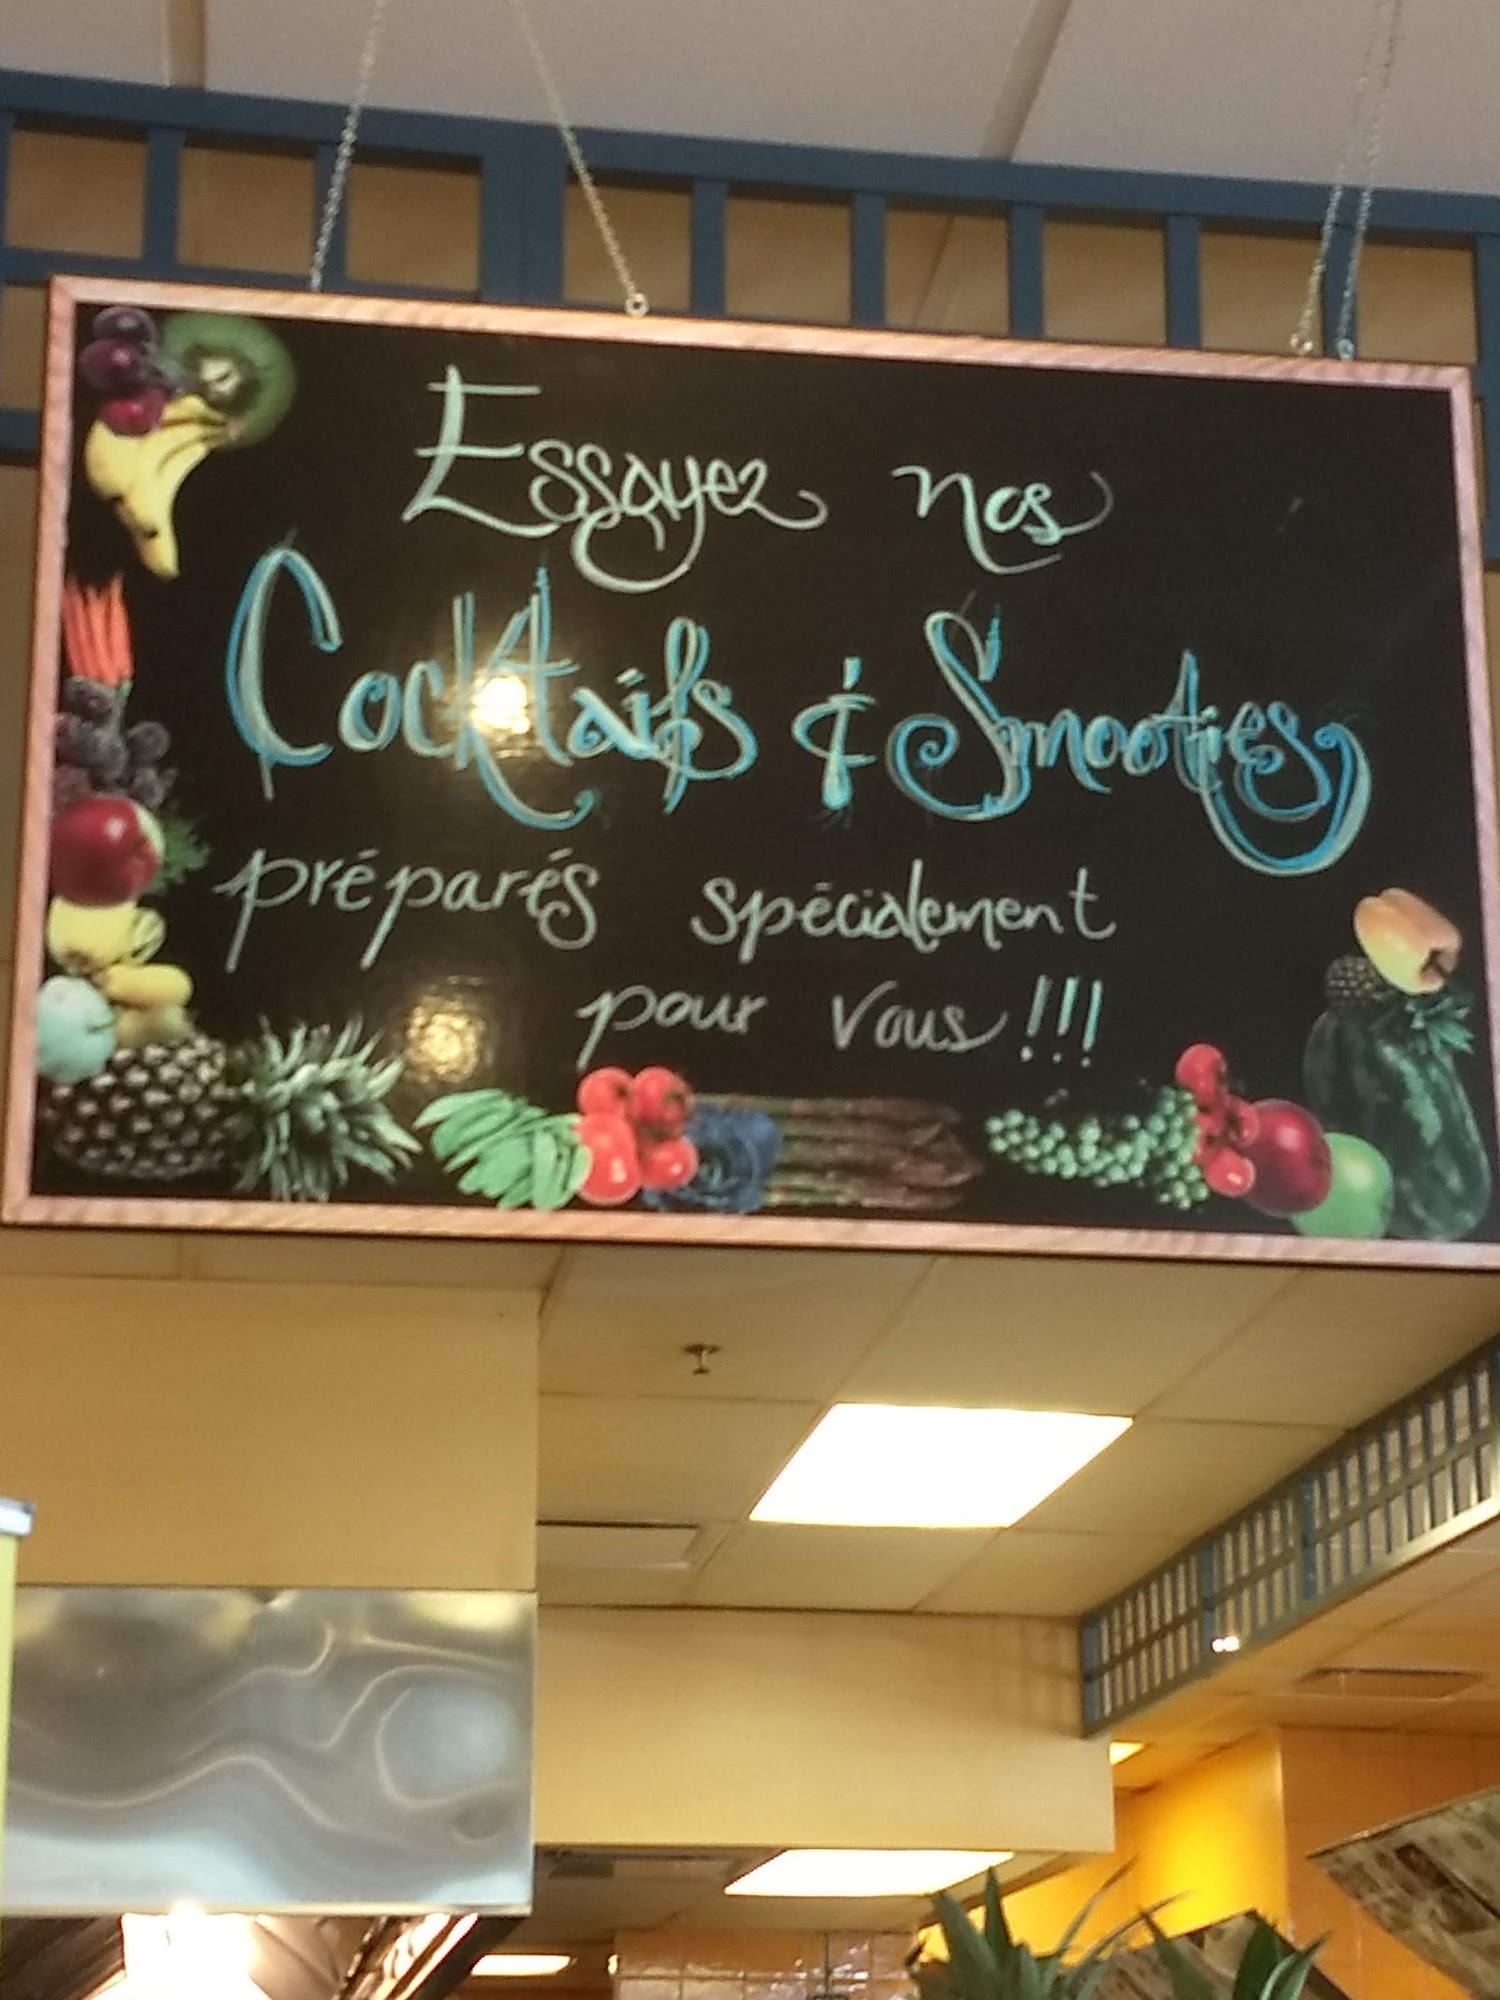 Essayez nos
Cocktails & Smooties
préparés spécialement
pour vous!!!